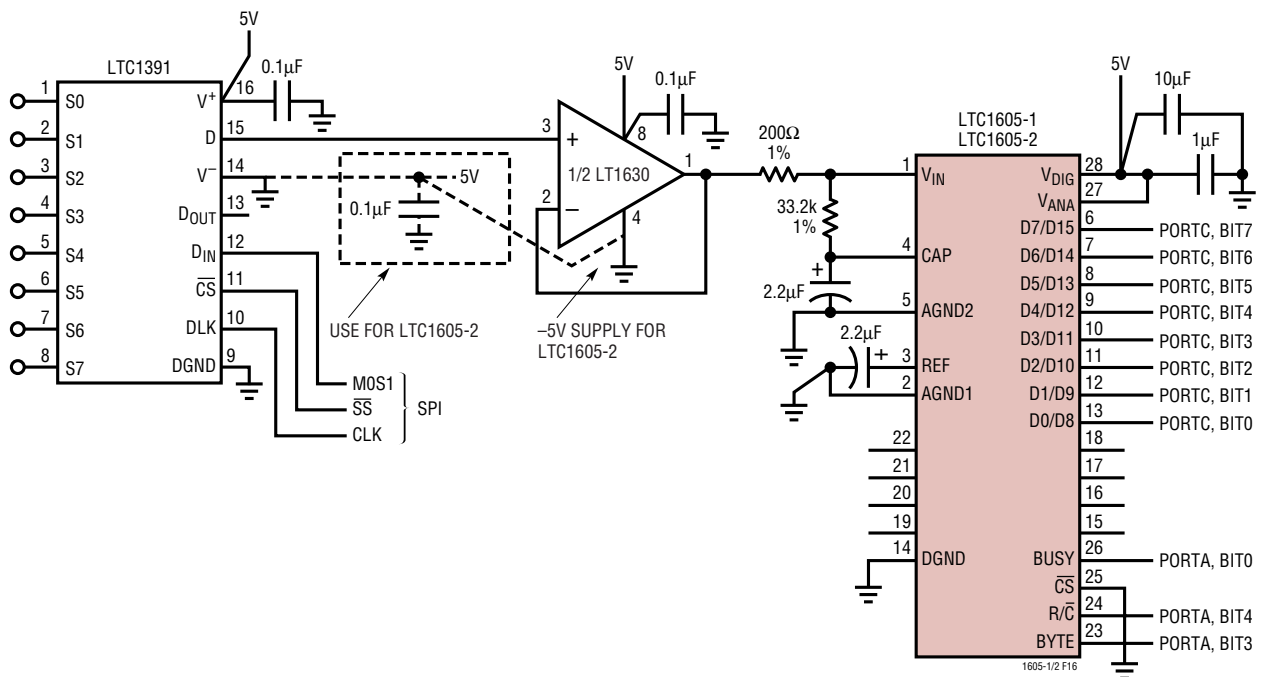 5V
LTC1391
0.1µF
1 S0
2 S1
3 S2
4 S3
5 S4
6 S5
7 S6
8 S7
V+ 16
D 15
V− 14
DOUT 13
DIN 12
CS 11
DLK 10
DGND 9
5V
0.1µF
USE FOR LTC1605-2
M0S1
SS
CLK
SPI
5V
0.1µF
3 +
8
1/2 LT1630
1
2 −
4
–5V SUPPLY FOR
LTC1605-2
200Ω
1%
33.2k
1%
+
2.2µF
2.2µF
+
LTC1605-1
LTC1605-2
1 VIN
4 CAP
5 AGND2
3 REF
2 AGND1
22
21
20
19
14 DGND
5V
10µF
1µF
VDIG 28
VANA 27
D7/D15 6 PORTC, BIT7
D6/D14 7 PORTC, BIT6
D5/D13 8 PORTC, BIT5
D4/D12 9 PORTC, BIT4
D3/D11 10 PORTC, BIT3
D2/D10 11 PORTC, BIT2
D1/D9 12 PORTC, BIT1
D0/D8 13 PORTC, BIT0
18
17
16
15
BUSY 26 PORTA, BIT0
CS 25
R/C 24 PORTA, BIT4
BYTE 23 PORTA, BIT3
1605-1/2 F16